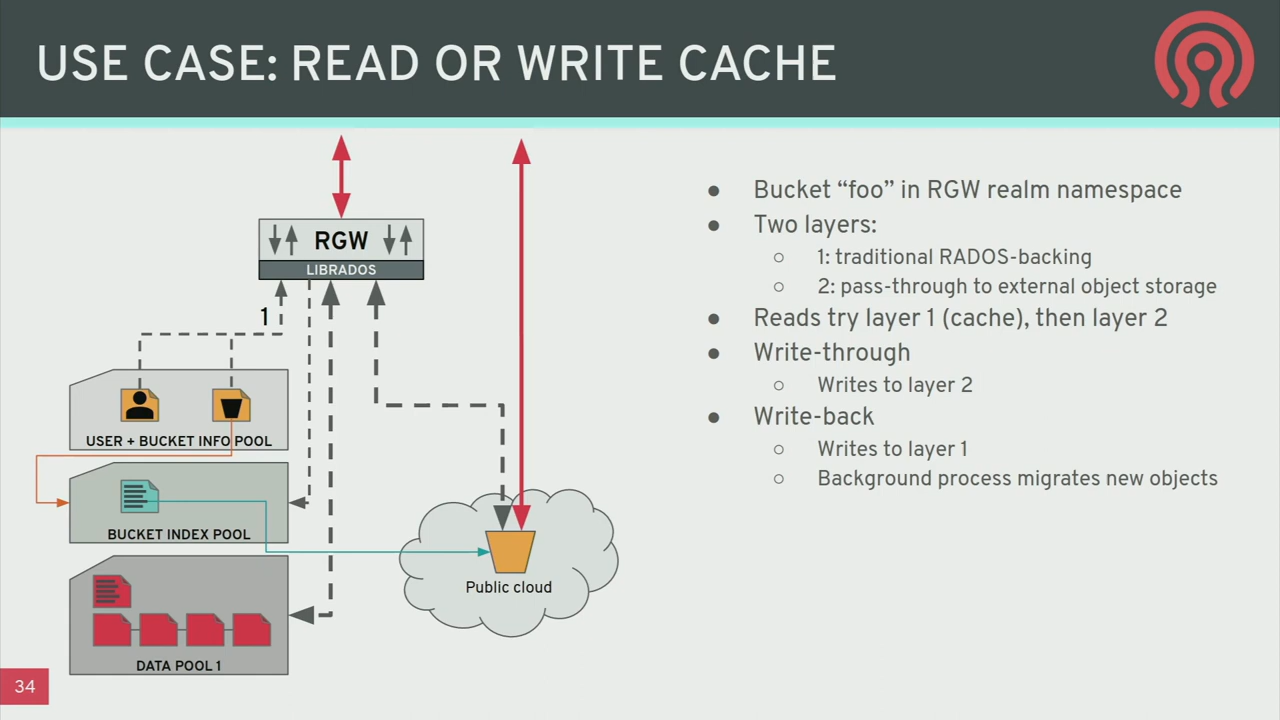 USE CASE: READ OR WRITE CACHE
RGW
LIBRADOS
1
USER + BUCKET INFO POOL
BUCKET INDEX POOL
DATA POOL 1
Public cloud
● Bucket “foo” in RGW realm namespace
● Two layers:
○ 1: traditional RADOS-backing
○ 2: pass-through to external object storage
● Reads try layer 1 (cache), then layer 2
● Write-through
○ Writes to layer 2
● Write-back
○ Writes to layer 1
○ Background process migrates new objects
34